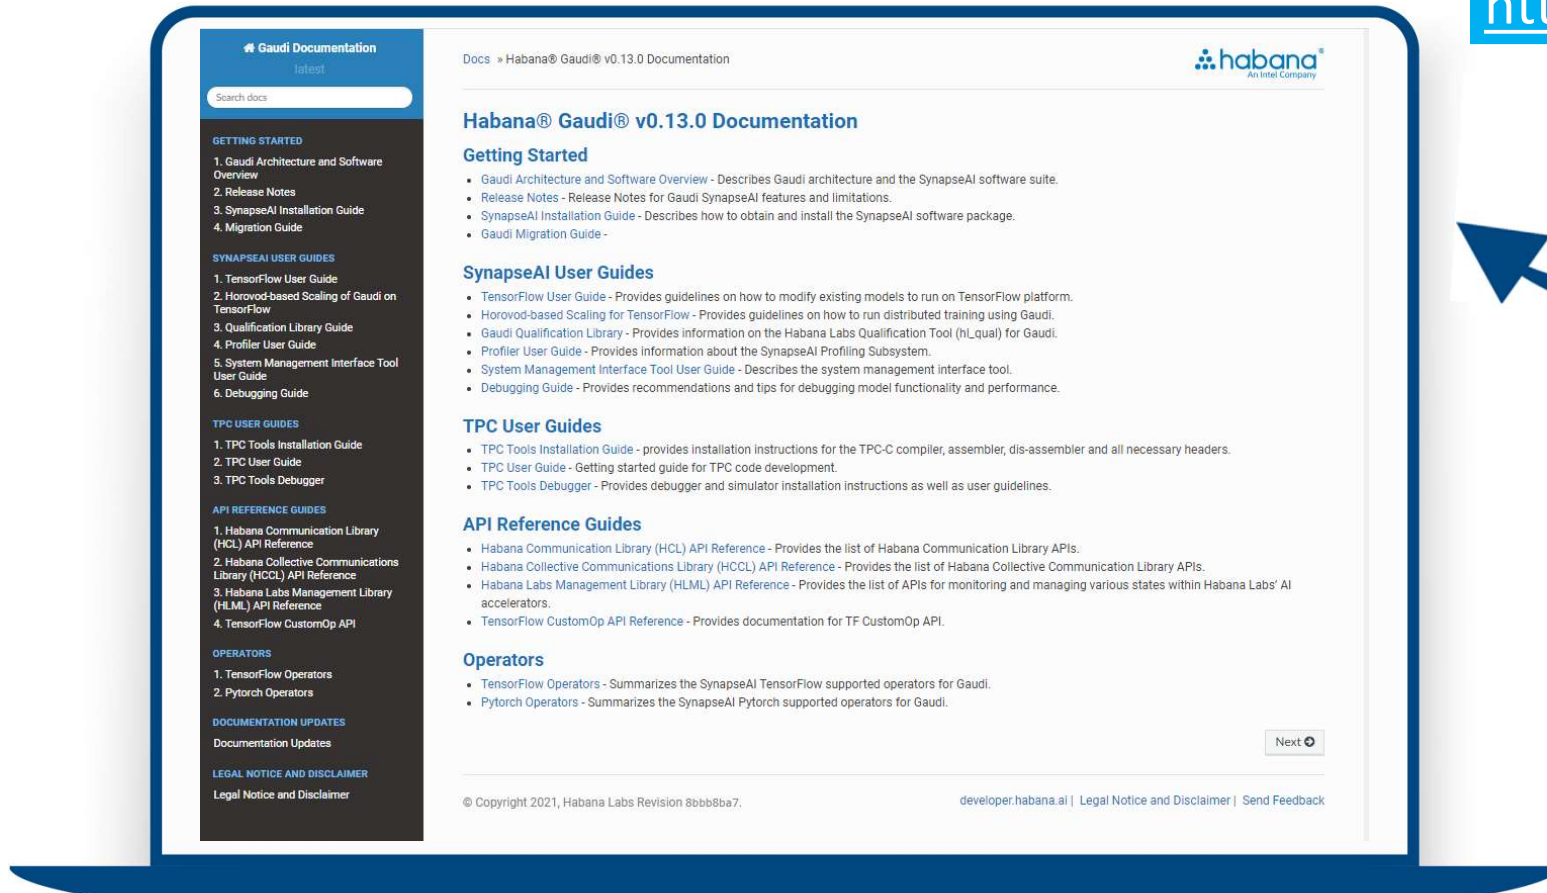 Gaudi Documentation
latest
Search docs
GETTING STARTED
1. Gaudi Architecture and Software
Overview
2. Release Notes
3. SynapseAI Installation Guide
4. Migration Guide
SYNAPSEAI USER GUIDES
1. TensorFlow User Guide
2. Horovod-based Scaling of Gaudi on
TensorFlow
3. Qualification Library Guide
4. Profiler User Guide
5. System Management Interface Tool
User Guide
6. Debugging Guide
TPC USER GUIDES
1. TPC Tools Installation Guide
2. TPC User Guide
3. TPC Tools Debugger
API REFERENCE GUIDES
1. Habana Communication Library
(HCL) API Reference
2. Habana Collective Communications
Library (HCCL) API Reference
3. Habana Labs Management Library
(HLML) API Reference
4. TensorFlow CustomOp API
OPERATORS
1. TensorFlow Operators
2. Pytorch Operators
DOCUMENTATION UPDATES
Documentation Updates
LEGAL NOTICE AND DISCLAIMER
Legal Notice and Disclaimer
Docs » Habana® Gaudi® v0.13.0 Documentation
habana®
An Intel Company
Habana® Gaudi® v0.13.0 Documentation
Getting Started
• Gaudi Architecture and Software Overview - Describes Gaudi architecture and the SynapseAI software suite.
• Release Notes - Release Notes for Gaudi SynapseAI features and limitations.
• SynapseAI Installation Guide - Describes how to obtain and install the SynapseAI software package.
• Gaudi Migration Guide -
SynapseAI User Guides
• TensorFlow User Guide - Provides guidelines on how to modify existing models to run on TensorFlow platform.
• Horovod-based Scaling for TensorFlow - Provides guidelines on how to run distributed training using Gaudi.
• Gaudi Qualification Library - Provides information on the Habana Labs Qualification Tool (hl_qual) for Gaudi.
• Profiler User Guide - Provides information about the SynapseAI Profiling Subsystem.
• System Management Interface Tool User Guide - Describes the system management interface tool.
• Debugging Guide - Provides recommendations and tips for debugging model functionality and performance.
TPC User Guides
• TPC Tools Installation Guide - provides installation instructions for the TPC-C compiler, assembler, dis-assembler and all necessary headers.
• TPC User Guide - Getting started guide for TPC code development.
• TPC Tools Debugger - Provides debugger and simulator installation instructions as well as user guidelines.
API Reference Guides
• Habana Communication Library (HCL) API Reference - Provides the list of Habana Communication Library APIs.
• Habana Collective Communications Library (HCCL) API Reference - Provides the list of Habana Collective Communication Library APIs.
• Habana Labs Management Library (HLML) API Reference - Provides the list of APIs for monitoring and managing various states within Habana Labs' AI
accelerators.
• TensorFlow CustomOp API Reference - Provides documentation for TF CustomOp API.
Operators
• TensorFlow Operators - Summarizes the SynapseAI TensorFlow supported operators for Gaudi.
• Pytorch Operators - Summarizes the SynapseAI Pytorch supported operators for Gaudi.
Next
© Copyright 2021, Habana Labs Revision 8bbb8ba7.
developer.habana.ai | Legal Notice and Disclaimer | Send Feedback